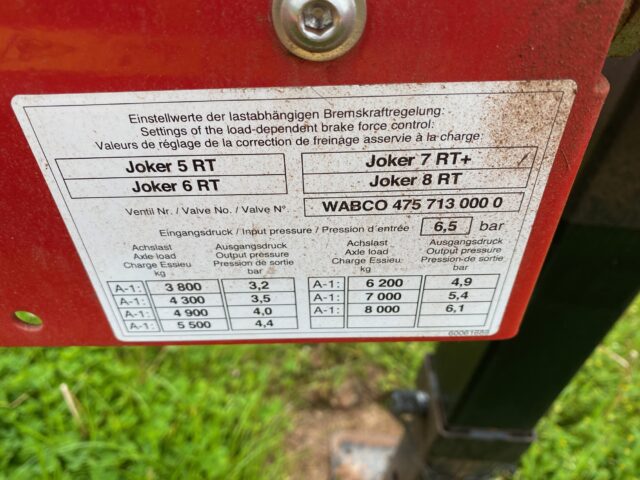 Einstellwerte der lastabhängigen Bremskraftregelung:
Settings of the load-dependent brake force control:
Valeurs de réglage de la correction de freinage asservie à la charge:
Joker 5 RT Joker 7 RT+
Joker 6 RT Joker 8 RT
Ventil Nr. / Valve No. / Valve N°. WABCO 475 713 000 0
Eingangsdruck / Input pressure / Pression d'entrée 6,5 bar
Achslast Ausgangsdruck Achslast Ausgangsdruck
Axle load Output pressure Axle load Output pressure
Charge Essieu Pression de sortie Charge Essieu Pression de sortie
kg bar kg bar
A-1: 3 800 3,2 A-1: 6 200 4,9
A-1: 4 300 3,5 A-1: 7 000 5,4
A-1: 4 900 4,0 A-1: 8 000 6,1
A-1: 5 500 4,4